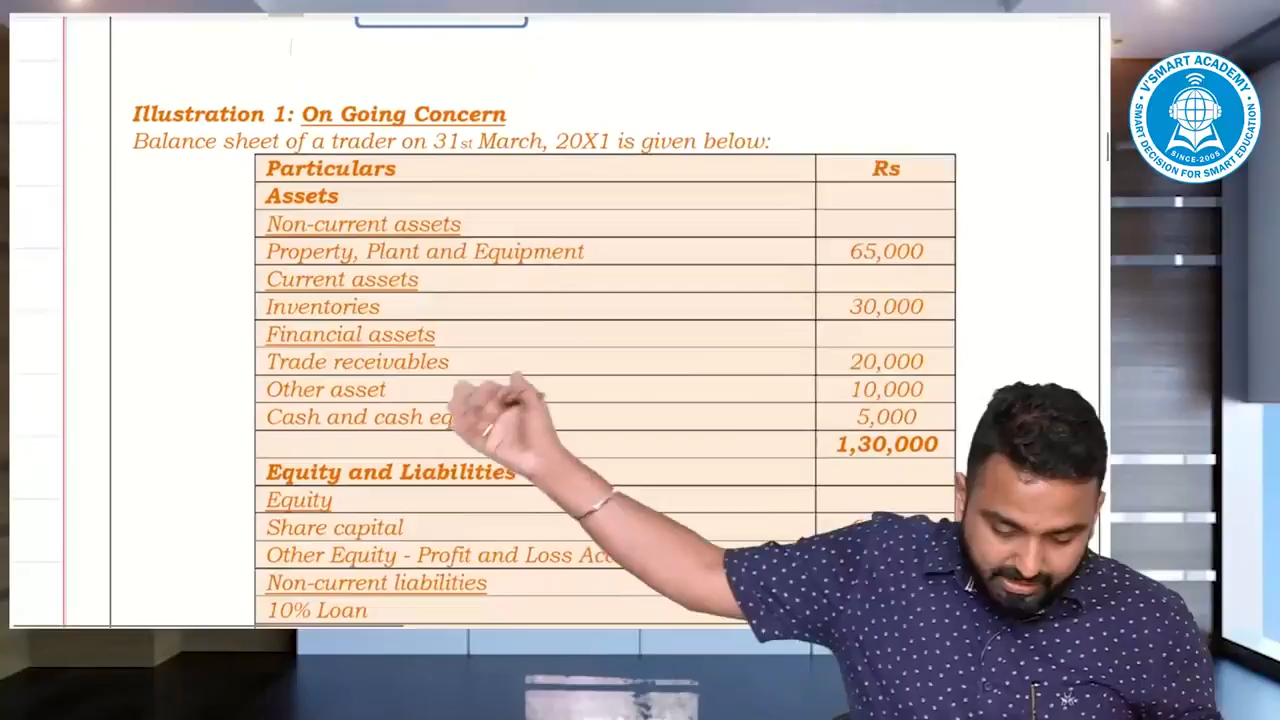 Illustration 1: On Going Concern
Balance sheet of a trader on 31st March, 20X1 is given below:
Particulars Rs
Assets
Non-current assets
Property, Plant and Equipment 65,000
Current assets
Inventories 30,000
Financial assets
Trade receivables 20,000
Other asset 10,000
Cash and cash 5,000
1,30,000
Equity and Liabilities
Equity
Share capital
Other Equity - Profit and Loss
Non-current liabilities
10% Loan
V'SMART ACADEMY
SINCE-2005
SMART DECISION FOR SMART EDUCATION